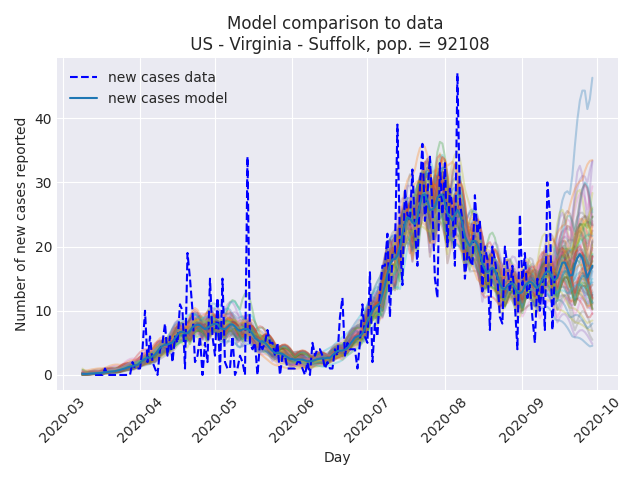 Model comparison to data
US - Virginia - Suffolk, pop. = 92108
new cases data
new cases model
Number of new cases reported
40
30
20
10
0
2020-03
2020-04
2020-05
2020-06
2020-07
2020-08
2020-09
2020-10
Day